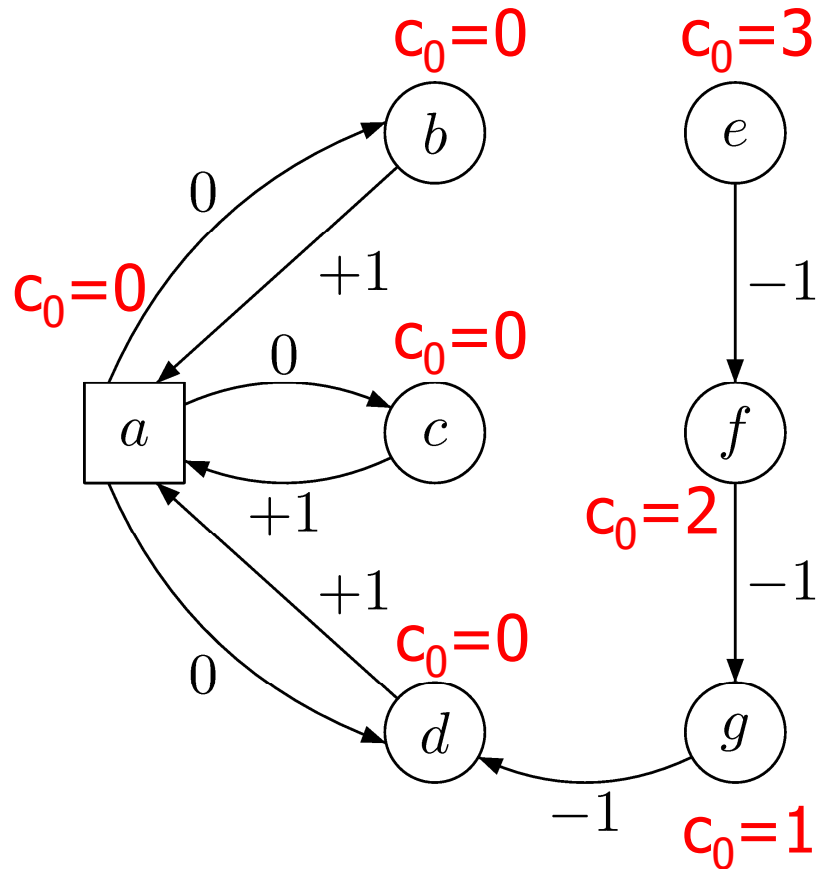 c₀=0 c₀=3
b e
0
+1 −1
c₀=0 c₀=0
0
a c f
+1 c₀=2
+1 −1
c₀=0
0
d g
−1
c₀=1